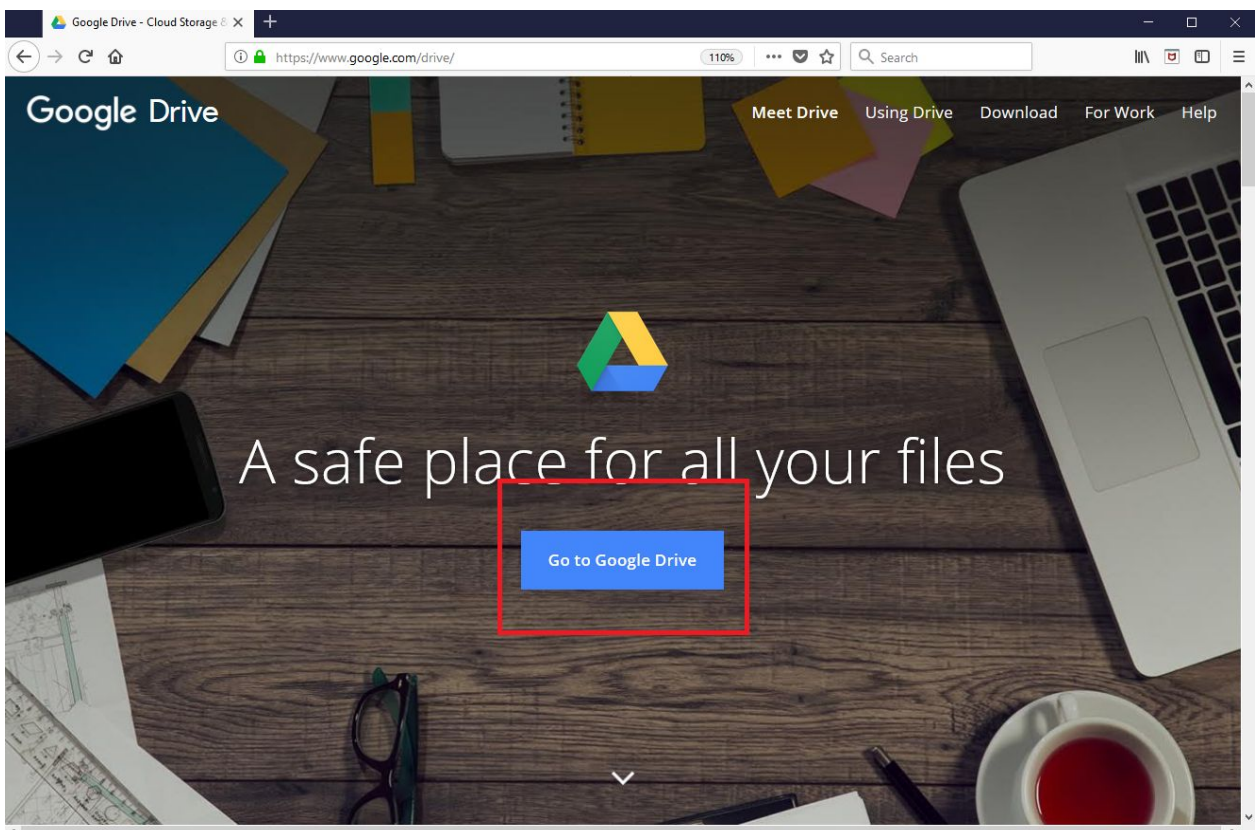 Google Drive - Cloud Storage &
https://www.google.com/drive/
110%
Search
Google Drive
Meet Drive Using Drive Download For Work Help
A safe place for all your files
Go to Google Drive